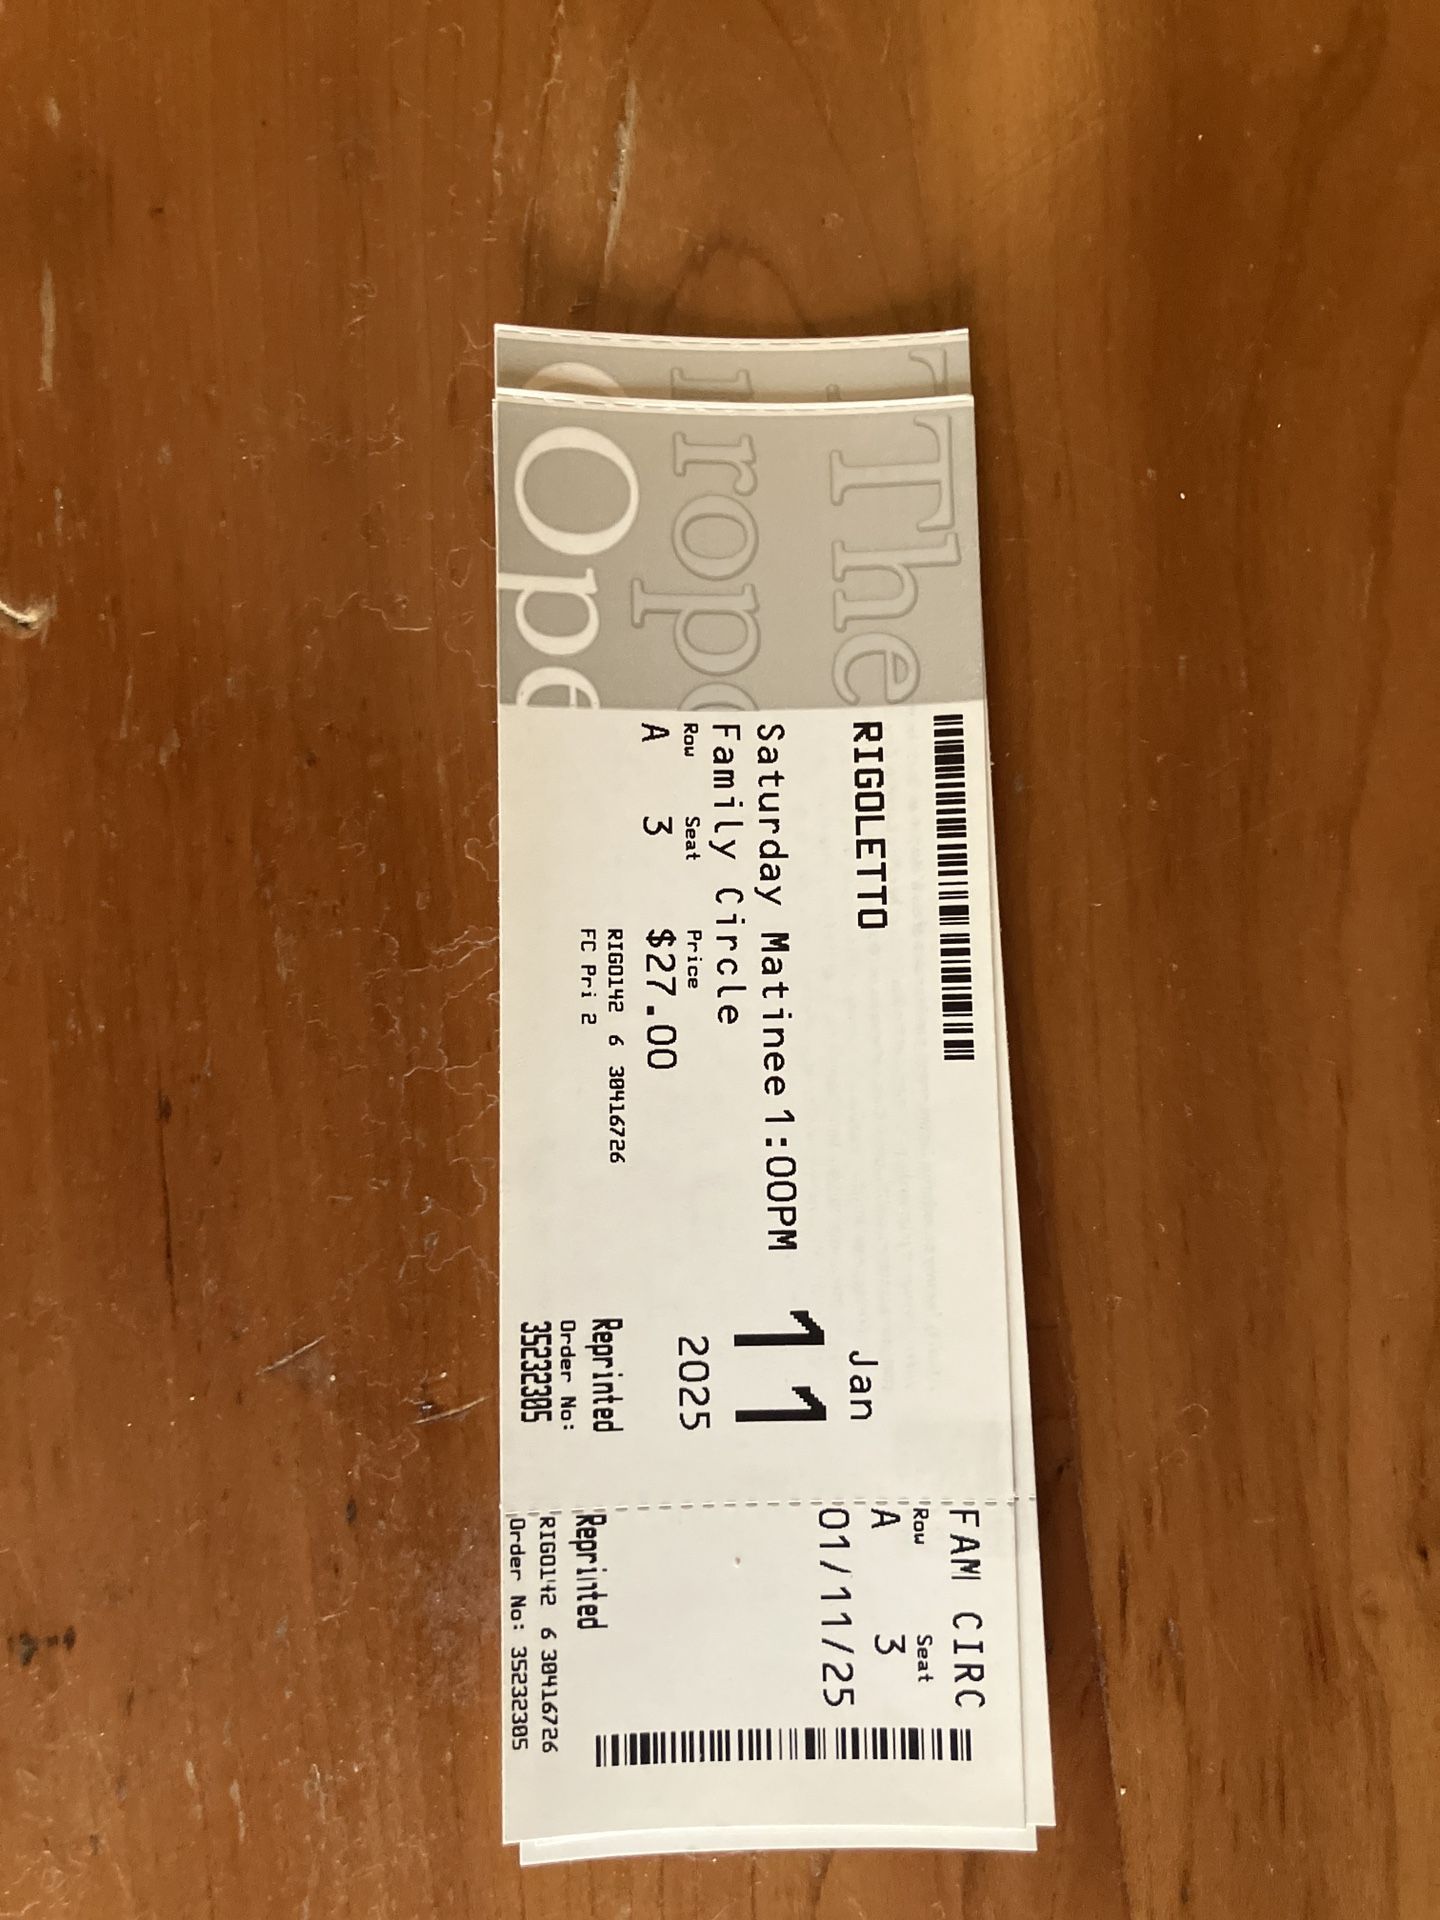 The
rope
Ope
RIGOLETTO
Saturday Matinee 1:00PM
Family Circle
Row Seat Price
A 3 $27.00
RIGO142 6 30416726
FC Pri 2
Jan
11
2025
Reprinted
Order No:
35232305
FAM CIRC
Row Seat
A 3
01/11/25
Reprinted
RIGO142 6 30416726
Order No: 35232305